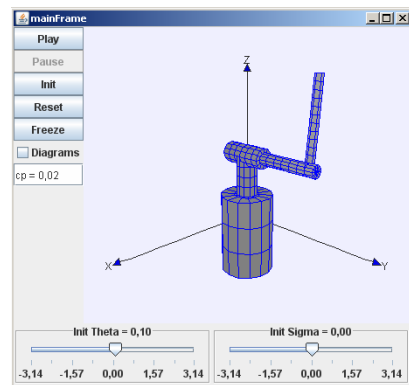 mainFrame
Play
Pause
Init
Reset
Freeze
Diagrams
cp = 0,02
Z
X
Y
Init Theta = 0,10
-3,14 -1,57 0,00 1,57 3,14
Init Sigma = 0,00
-3,14 -1,57 0,00 1,57 3,14